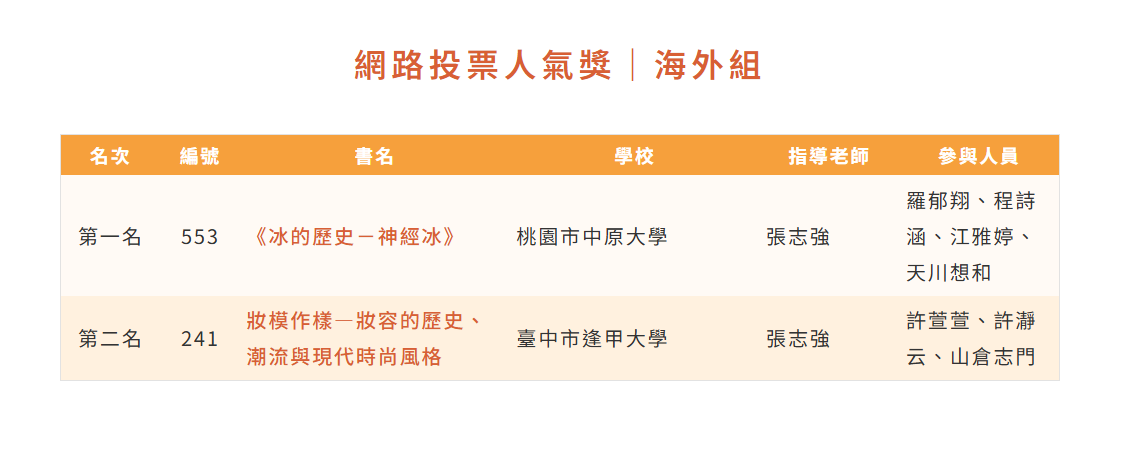 網路投票人氣獎｜海外組
名次 編號 書名 學校 指導老師 參與人員
第一名 553 《冰的歷史－神經冰》 桃園市中原大學 張志強 羅郁翔、程詩
涵、江雅婷、
天川想和
第二名 241 妝模作樣—妝容的歷史、
潮流與現代時尚風格 臺中市逢甲大學 張志強 許萱萱、許瀞
云、山倉志門